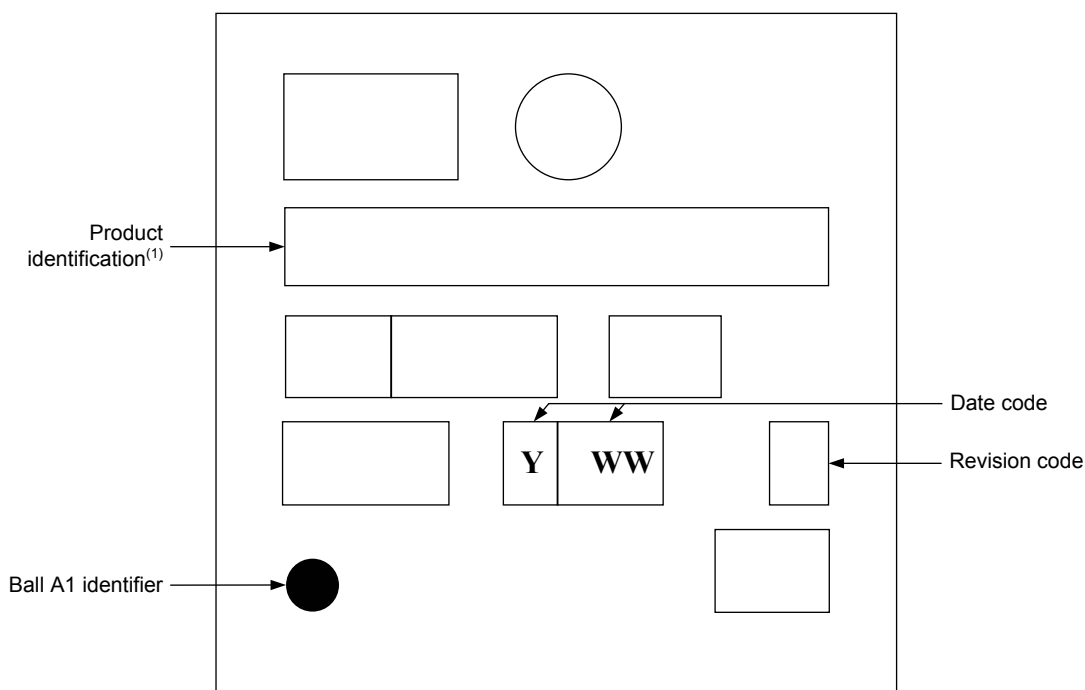 Product
identification(1)
Date code
Y WW
Revision code
Ball A1 identifier